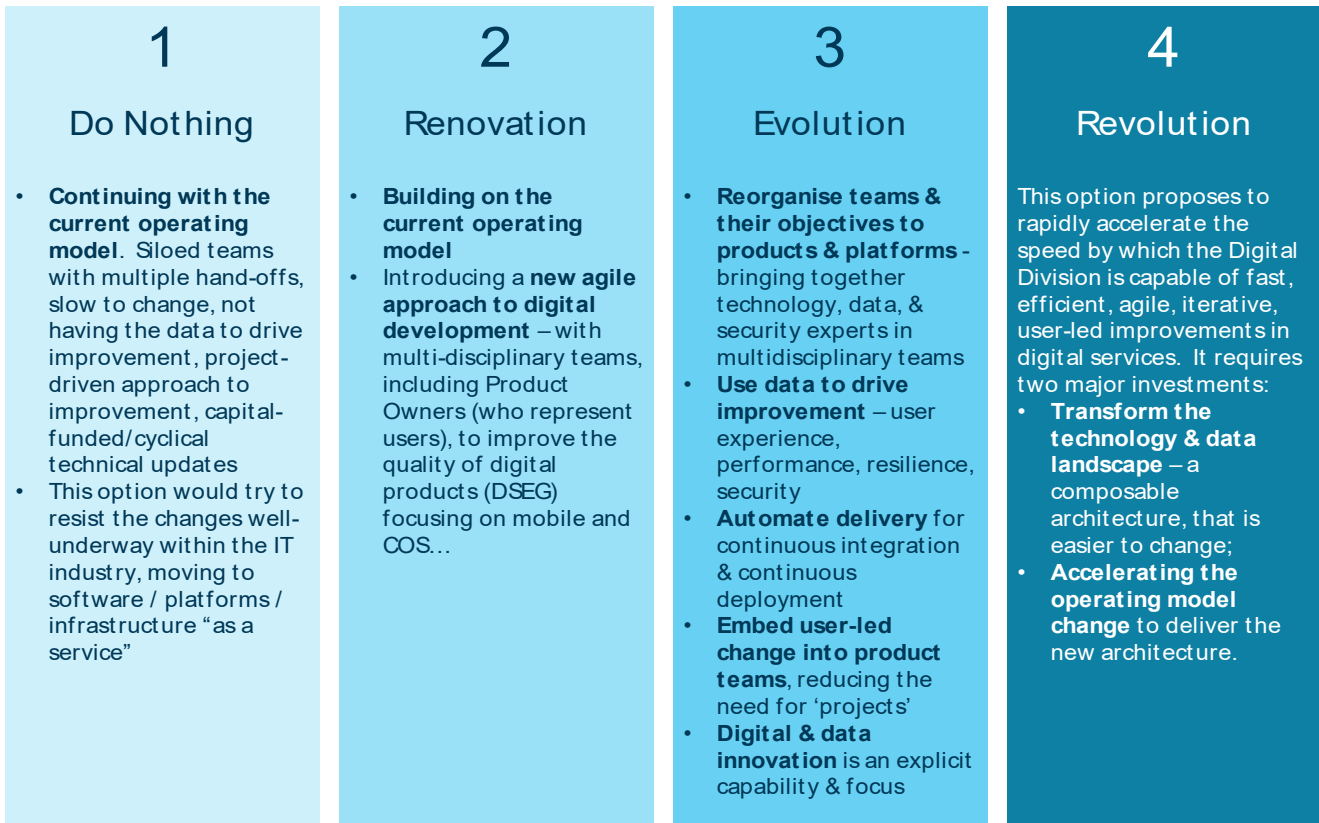 1
Do Nothing
• Continuing with the
current operating
model. Siloed teams
with multiple hand-offs,
slow to change, not
having the data to drive
improvement, project-
driven approach to
improvement, capital-
funded/cyclical
technical updates
• This option would try to
resist the changes well-
underway within the IT
industry, moving to
software / platforms /
infrastructure “as a
service”
2
Renovation
• Building on the
current operating
model
• Introducing a new agile
approach to digital
development – with
multi-disciplinary teams,
including Product
Owners (who represent
users), to improve the
quality of digital
products (DSEG)
focusing on mobile and
COS…
3
Evolution
• Reorganise teams &
their objectives to
products & platforms -
bringing together
technology, data, &
security experts in
multidisciplinary teams
• Use data to drive
improvement – user
experience,
performance, resilience,
security
• Automate delivery for
continuous integration
& continuous
deployment
• Embed user-led
change into product
teams, reducing the
need for ‘projects’
• Digital & data
innovation is an explicit
capability & focus
4
Revolution
This option proposes to
rapidly accelerate the
speed by which the Digital
Division is capable of fast,
efficient, agile, iterative,
user-led improvements in
digital services. It requires
two major investments:
• Transform the
technology & data
landscape – a
composable
architecture, that is
easier to change;
• Accelerating the
operating model
change to deliver the
new architecture.